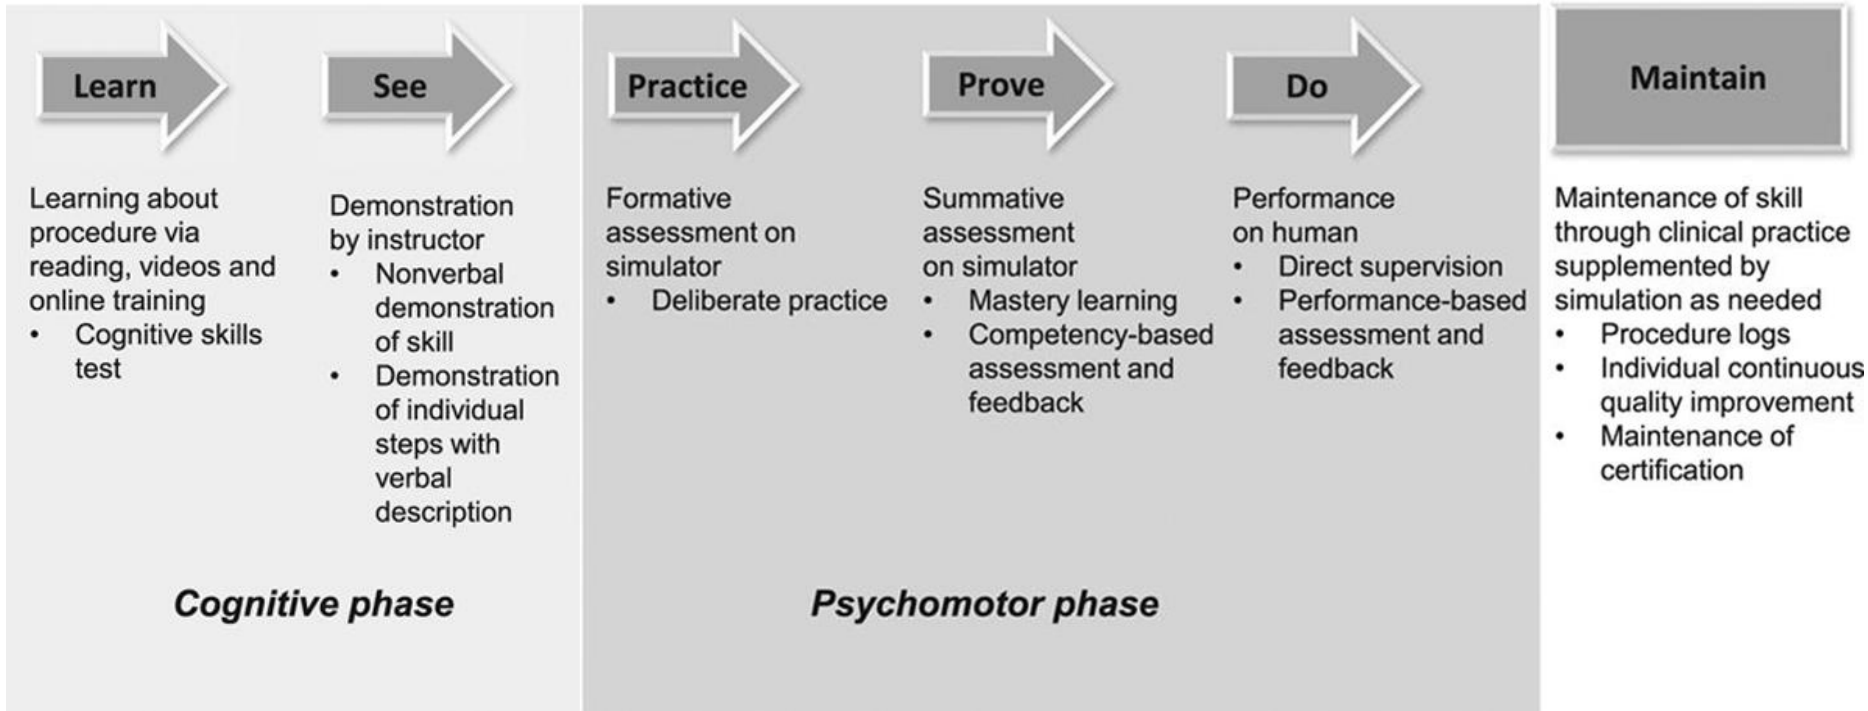 Learn
Learning about
procedure via
reading, videos and
online training
• Cognitive skills
test
See
Demonstration
by instructor
• Nonverbal
demonstration
of skill
• Demonstration
of individual
steps with
verbal
description
Cognitive phase
Practice
Formative
assessment on
simulator
• Deliberate practice
Prove
Summative
assessment
on simulator
• Mastery learning
• Competency-based
assessment and
feedback
Do
Performance
on human
• Direct supervision
• Performance-based
assessment and
feedback
Psychomotor phase
Maintain
Maintenance of skill
through clinical practice
supplemented by
simulation as needed
• Procedure logs
• Individual continuous
quality improvement
• Maintenance of
certification